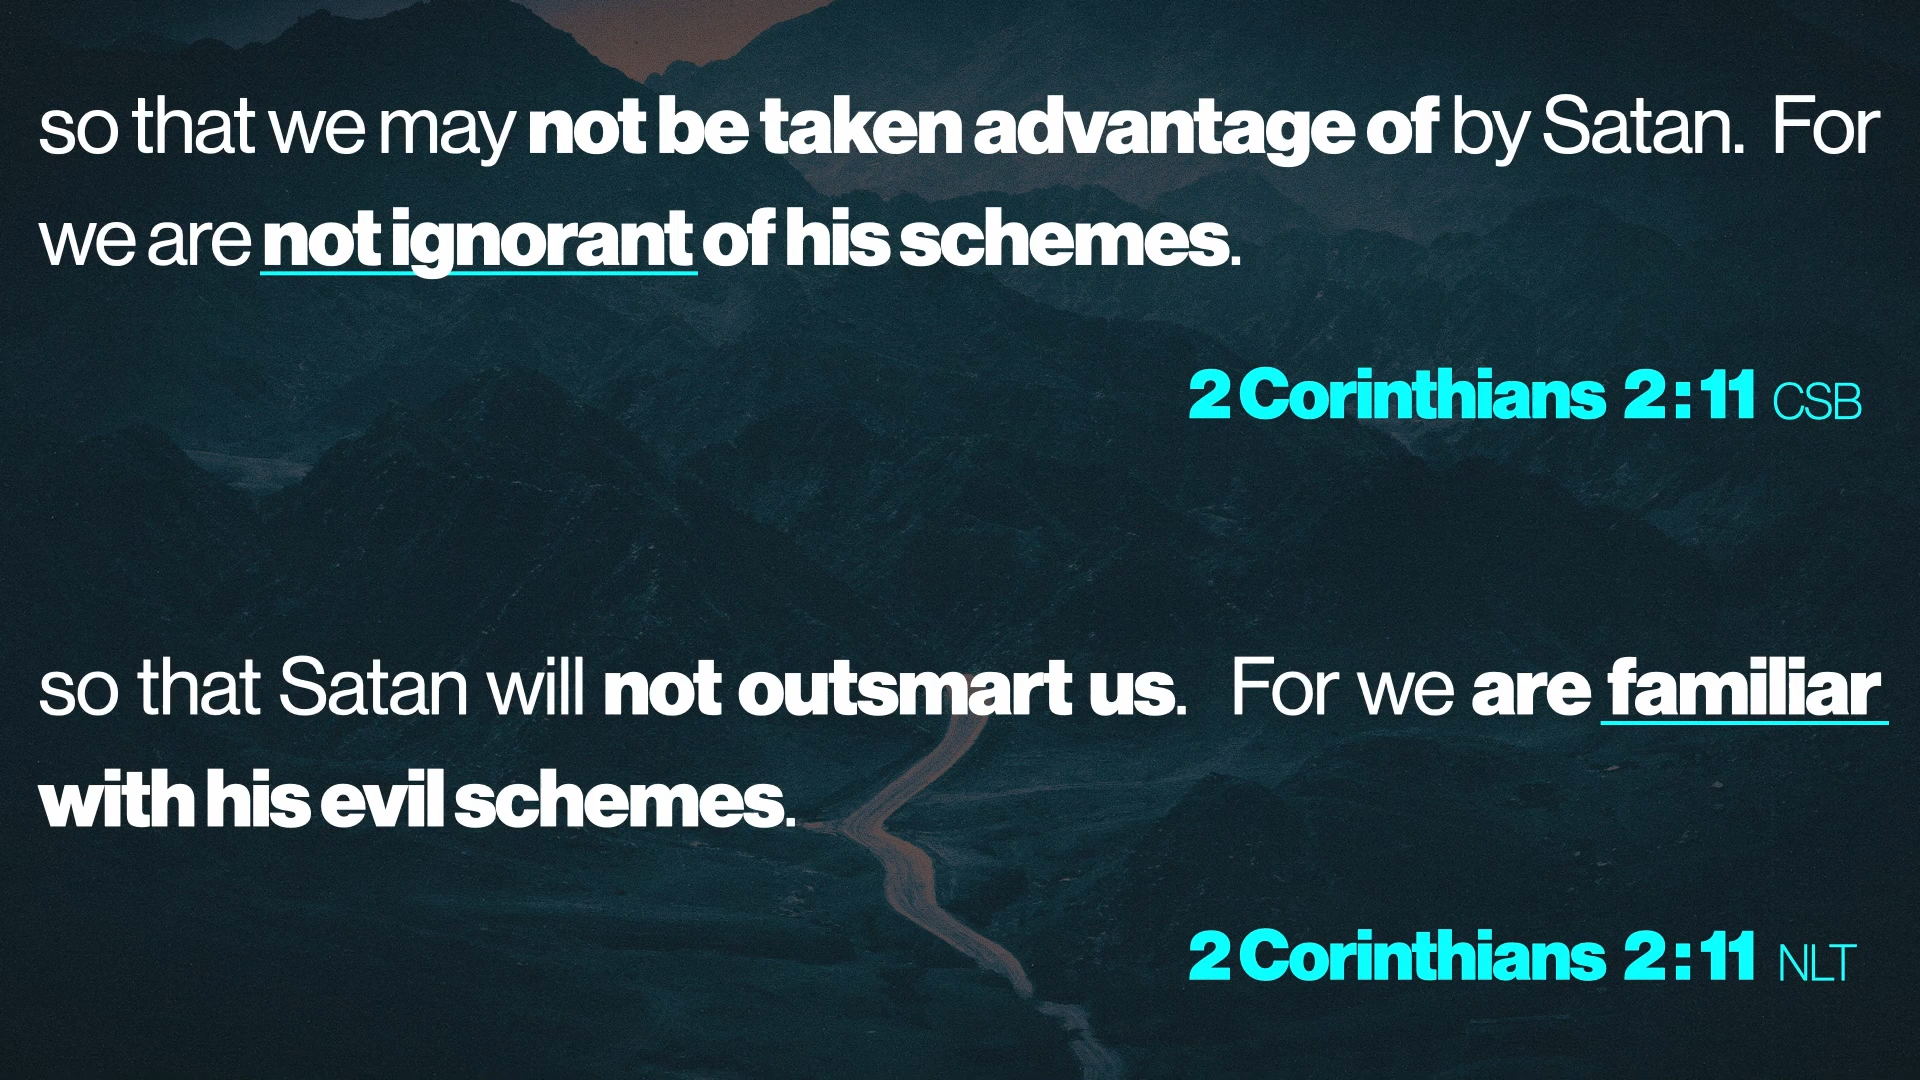 so that we may not be taken advantage of by Satan. For
we are not ignorant of his schemes.
2 Corinthians 2:11 CSB
so that Satan will not outsmart us. For we are familiar
with his evil schemes.
2 Corinthians 2:11 NLT